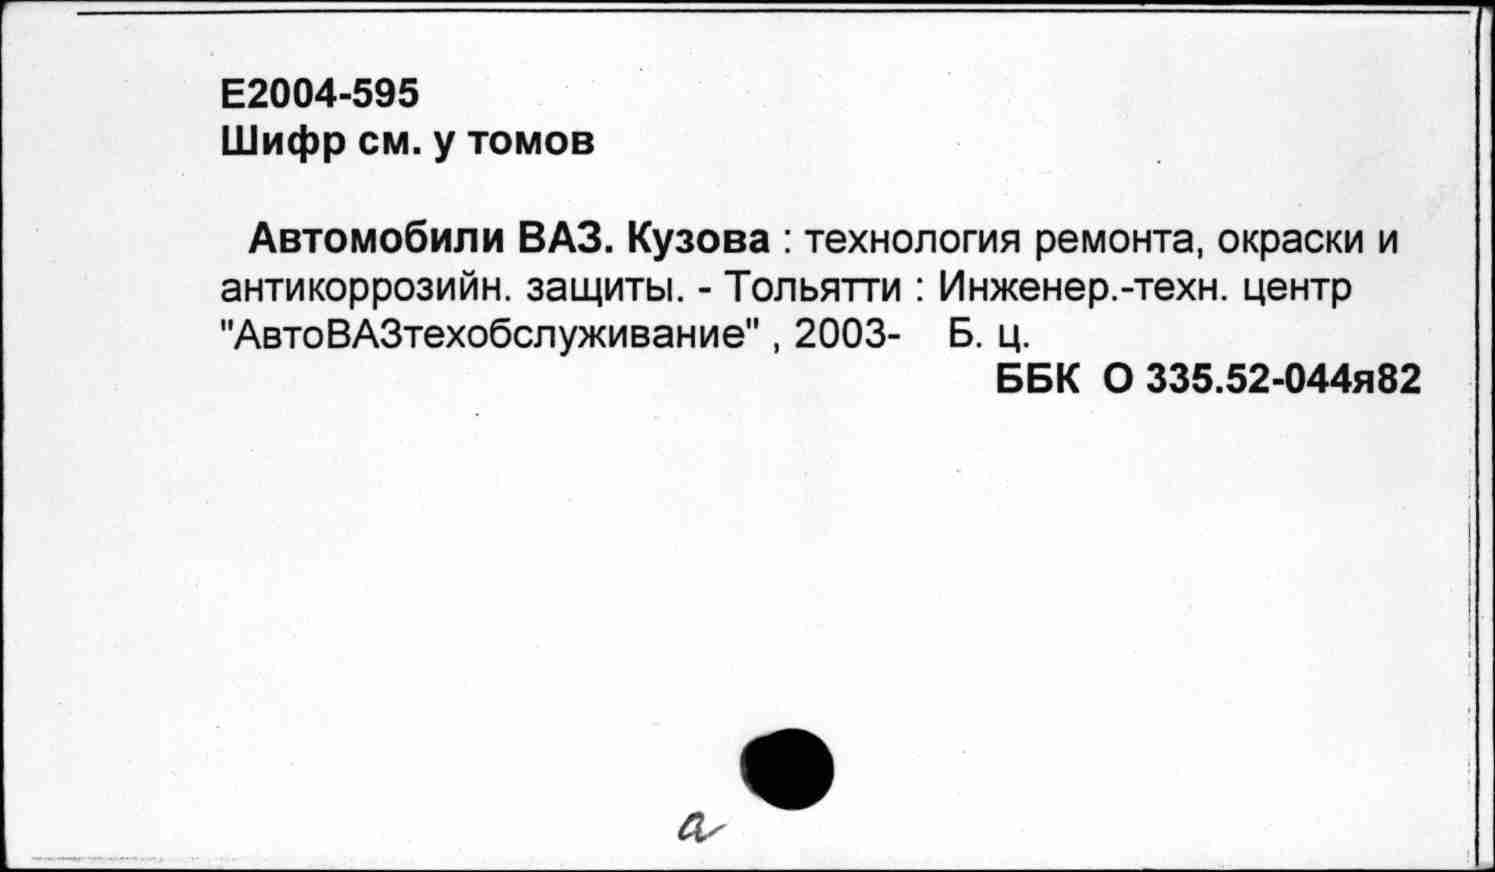 Е2004-595
Шифр см. у томов
Автомобили ВАЗ. Кузова : технология ремонта, окраски и
антикоррозийн. защиты. - Тольятти : Инженер.-техн. центр
"АвтоВАЗтехобслуживание" , 2003- Б. ц.
ББК О 335.52-044я82
а